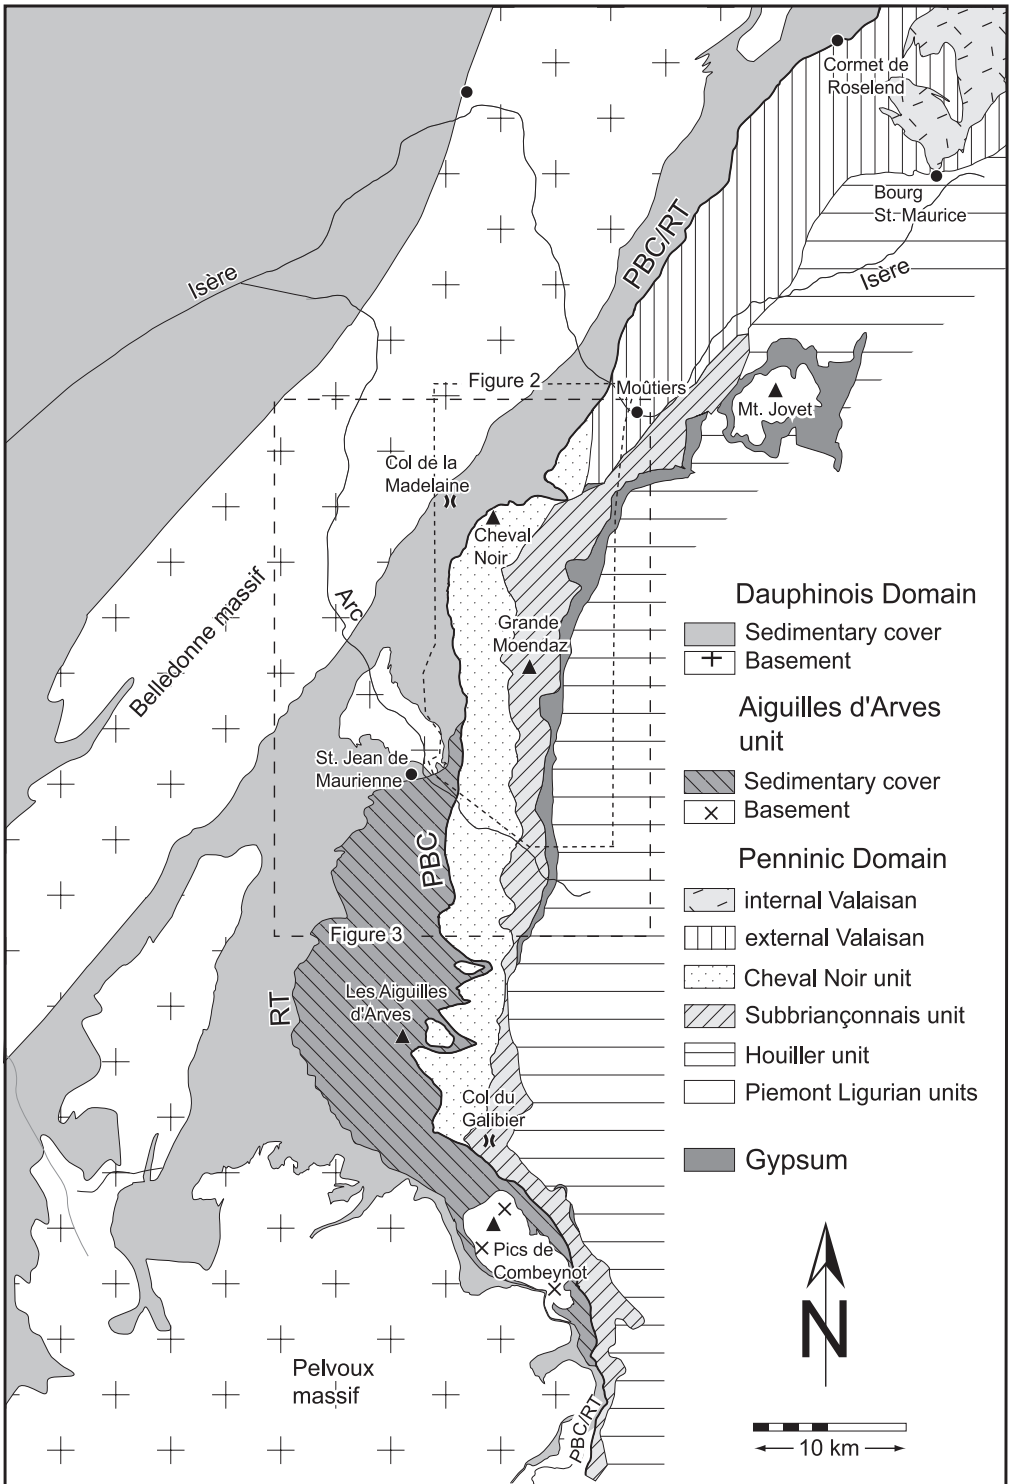 Cormet de
Roselend
Bourg
St. Maurice
PBC/RT
Isère
Isère
Figure 2
Moûtiers
Mt. Jovet
Col de la
Madelaine
Cheval
Noir
Belledonne massif
Arc
Grande
Moendaz
St. Jean de
Maurienne
PBC
Figure 3
RT
Les Aiguilles
d'Arves
Col du
Galibier
Pics de
Combeynot
Pelvoux
massif
PBC/RT
Dauphinois Domain
Sedimentary cover
Basement
Aiguilles d'Arves
unit
Sedimentary cover
Basement
Penninic Domain
internal Valaisan
external Valaisan
Cheval Noir unit
Subbriançonnais unit
Houiller unit
Piemont Ligurian units
Gypsum
N
10 km